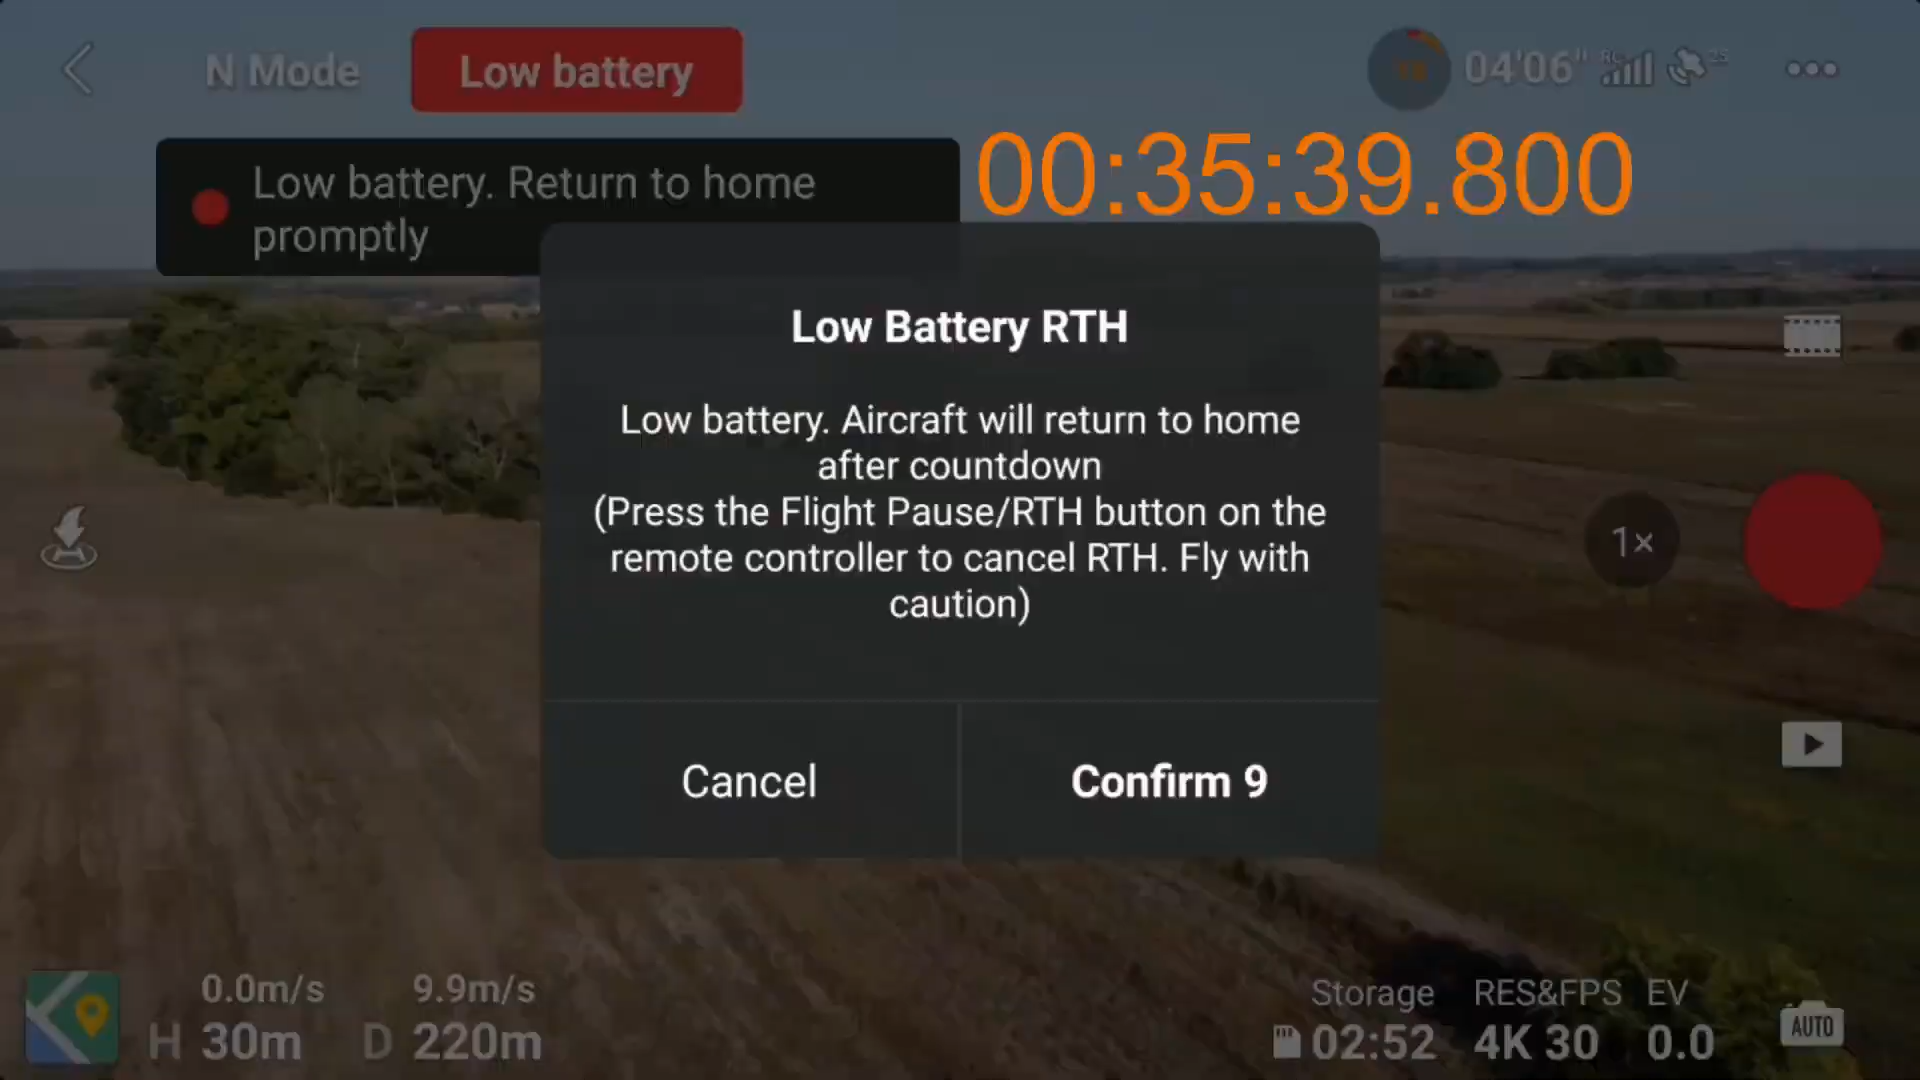 N Mode
Low battery
04'06"
RC
25
Low battery. Return to home
promptly
00:35:39.800
Low Battery RTH
Low battery. Aircraft will return to home
after countdown
(Press the Flight Pause/RTH button on the
remote controller to cancel RTH. Fly with
caution)
1×
Cancel
Confirm 9
0.0m/s
9.9m/s
H 30m
D 220m
Storage
RES&FPS
EV
02:52
4K 30
0.0
AUTO